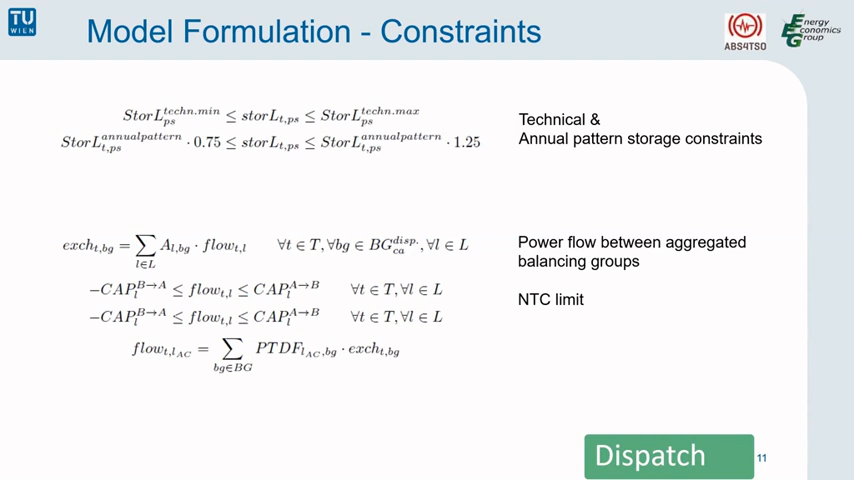 TU
WIEN
Model Formulation - Constraints
ABS4TSO
Energy
Economics
Group
StorL_{ps}^{techn.min} ≤ storL_{t,ps} ≤ StorL_{ps}^{techn.max}
StorL_{t,ps}^{annualpattern} · 0.75 ≤ storL_{t,ps} ≤ StorL_{t,ps}^{annualpattern} · 1.25
Technical &
Annual pattern storage constraints
exch_{t,bg} = ∑_{l∈L} A_{l,bg} · flow_{t,l} ∀t ∈ T, ∀bg ∈ BG_{ca}^{disp.}, ∀l ∈ L
Power flow between aggregated
balancing groups
−CAP_l^{B→A} ≤ flow_{t,l} ≤ CAP_l^{A→B} ∀t ∈ T, ∀l ∈ L
NTC limit
−CAP_l^{B→A} ≤ flow_{t,l} ≤ CAP_l^{A→B} ∀t ∈ T, ∀l ∈ L
flow_{t,l_{AC}} = ∑_{bg∈BG} PTDF_{l_{AC},bg} · exch_{t,bg}
Dispatch
11